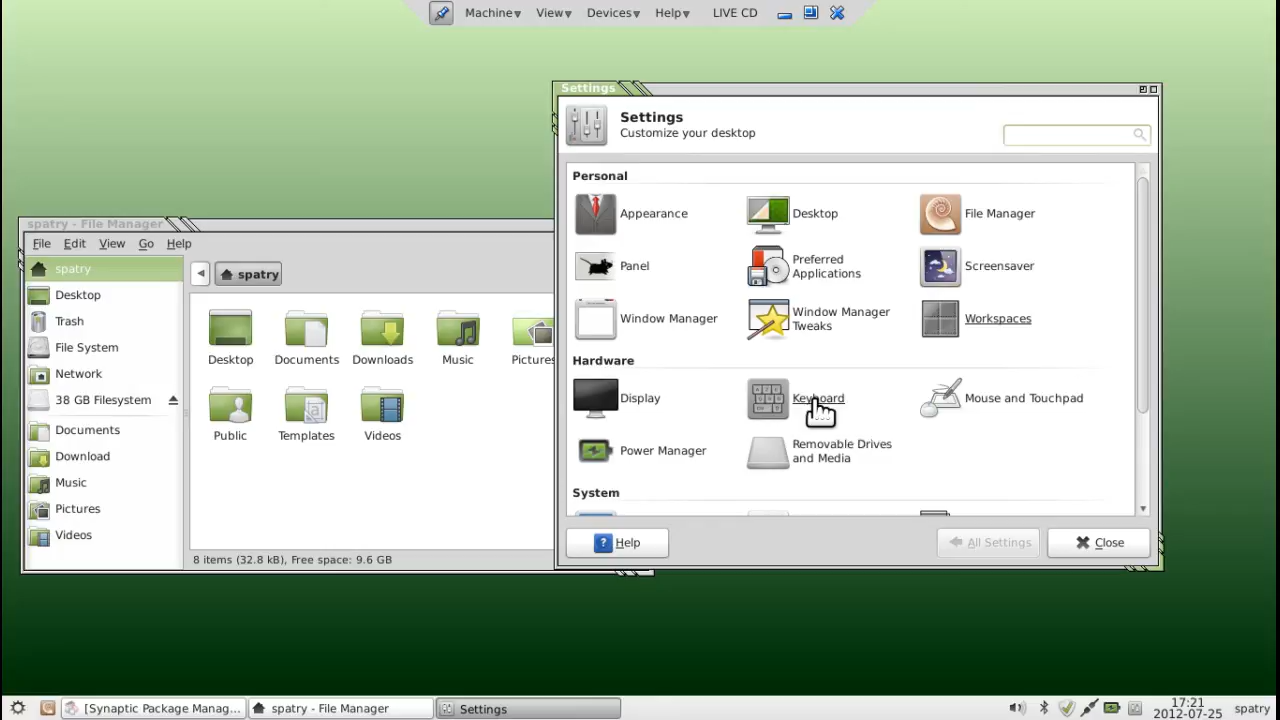 Machine View Devices Help LIVE CD
Settings
Settings
Customize your desktop
Personal
Appearance
Desktop
File Manager
Panel
Preferred
Applications
Screensaver
Window Manager
Window Manager
Tweaks
Workspaces
Hardware
Display
Keyboard
Mouse and Touchpad
Power Manager
Removable Drives
and Media
System
Help
All Settings
Close
spatry - File Manager
File Edit View Go Help
spatry
Desktop
Trash
File System
Network
38 GB Filesystem
Documents
Download
Music
Pictures
Videos
spatry
Desktop
Documents
Downloads
Music
Pictures
Public
Templates
Videos
8 items (32.8 kB), Free space: 9.6 GB
[Synaptic Package Manag...
spatry - File Manager
Settings
17:21
2012-07-25
spatry